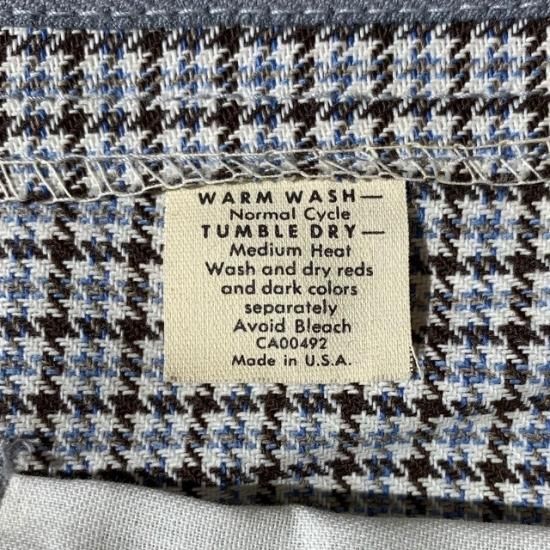 WARM WASH—
Normal Cycle
TUMBLE DRY—
Medium Heat
Wash and dry reds
and dark colors
separately
Avoid Bleach
CA00492
Made in U.S.A.